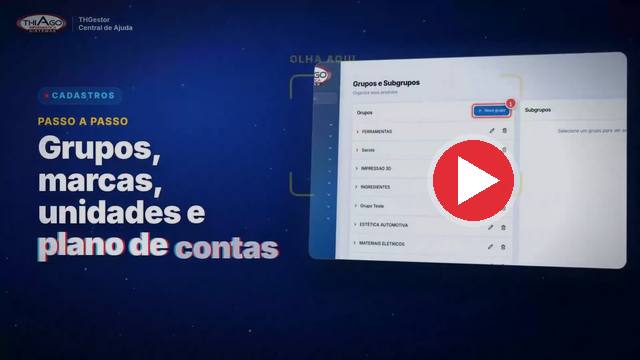 THIAGO
SISTEMAS
THGestor
Central de Ajuda
CADASTROS
PASSO A PASSO
Grupos,
marcas,
unidades e
plano de contas
OLHA AQUI
Grupos e Subgrupos
Organize seus produtos
Grupos
+ Novo grupo
1
Subgrupos
Selecione um grupo para ver
FERRAMENTAS
Sacola
IMPRESSAO 3D
INGREDIENTES
Grupo Teste
ESTÉTICA AUTOMOTIVA
MATERIAIS ELÉTRICOS